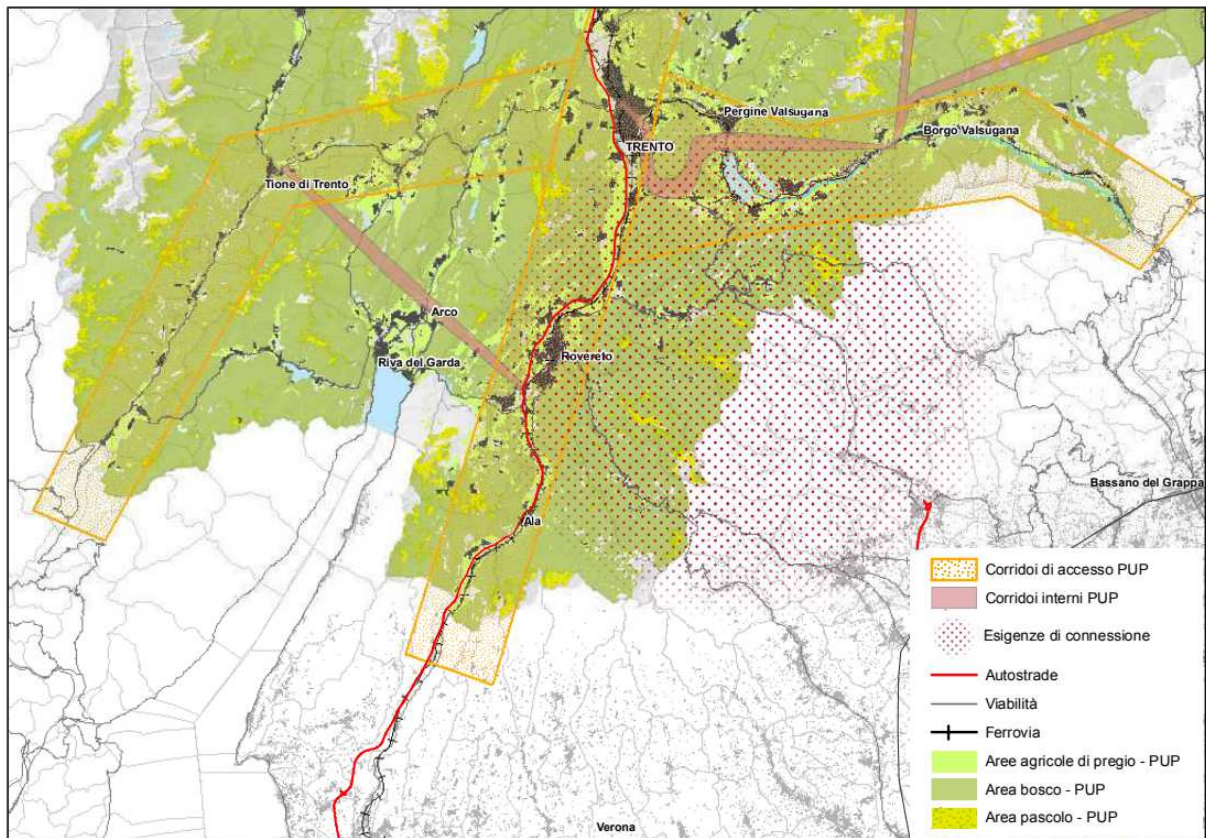 Pergine Valsugana
Borgo Valsugana
TRENTO
Tione di Trento
Arco
Riva del Garda
Rovereto
Bassano del Grappa
Ala
Verona
Corridoi di accesso PUP
Corridoi interni PUP
Esigenze di connessione
Autostrade
Viabilità
Ferrovia
Aree agricole di pregio - PUP
Area bosco - PUP
Area pascolo - PUP